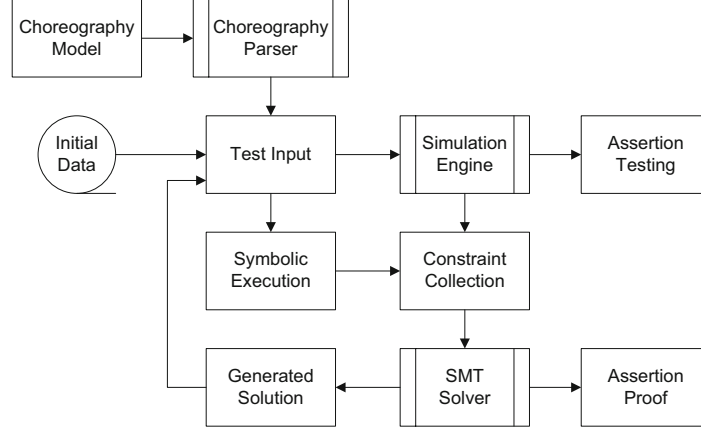 Choreography
Model
Choreography
Parser
Initial
Data
Test Input
Simulation
Engine
Assertion
Testing
Symbolic
Execution
Constraint
Collection
Generated
Solution
SMT
Solver
Assertion
Proof